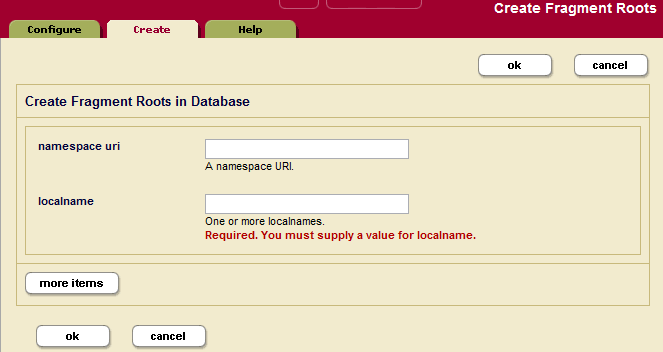 Create Fragment Roots
Configure
Create
Help
ok
cancel
Create Fragment Roots in Database
namespace uri
A namespace URI.
localname
One or more localnames.
Required. You must supply a value for localname.
more items
ok
cancel